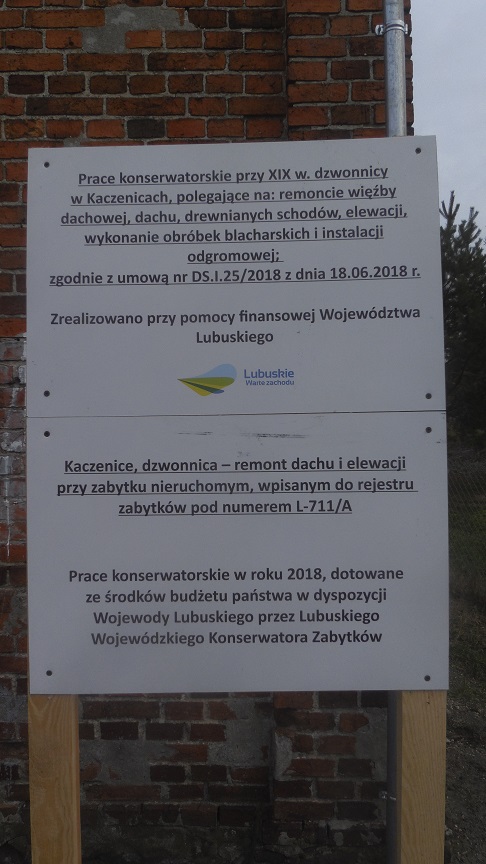 Prace konserwatorskie przy XIX w. dzwonnicy
w Kaczenicach, polegające na: remoncie więźby
dachowej, dachu, drewnianych schodów, elewacji,
wykonanie obróbek blacharskich i instalacji
odgromowej;
zgodnie z umową nr DS.I.25/2018 z dnia 18.06.2018 r.
Zrealizowano przy pomocy finansowej Województwa
Lubuskiego
Lubuskie
Warte zachodu
Kaczenice, dzwonnica – remont dachu i elewacji
przy zabytku nieruchomym, wpisanym do rejestru
zabytków pod numerem L-711/A
Prace konserwatorskie w roku 2018, dotowane
ze środków budżetu państwa w dyspozycji
Wojewody Lubuskiego przez Lubuskiego
Wojewódzkiego Konserwatora Zabytków